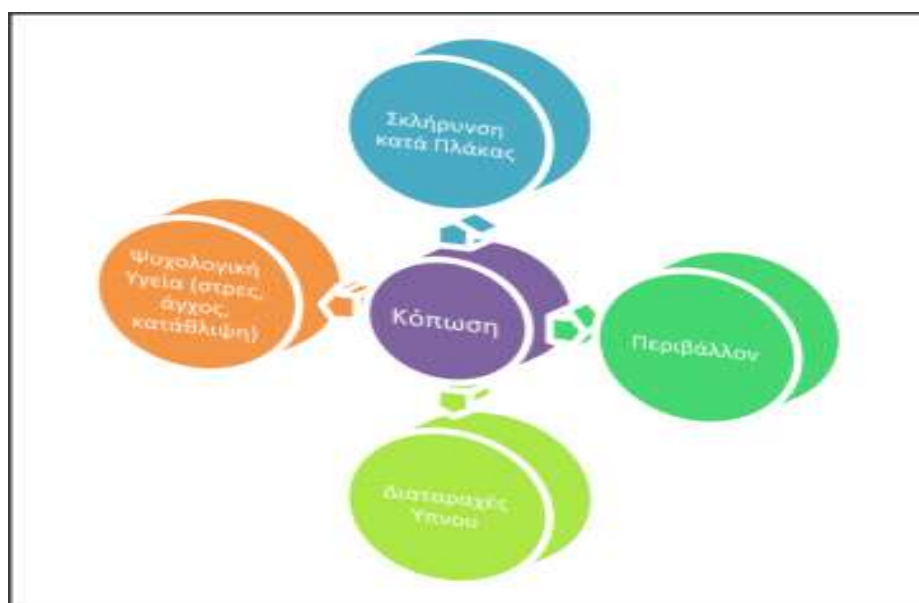 Σκλήρυνση
κατά Πλάκας
Ψυχολογική
Υγεία (στρες,
άγχος,
κατάθλιψη)
Κόπωση
Περιβάλλον
Διαταραχές
Ύπνου